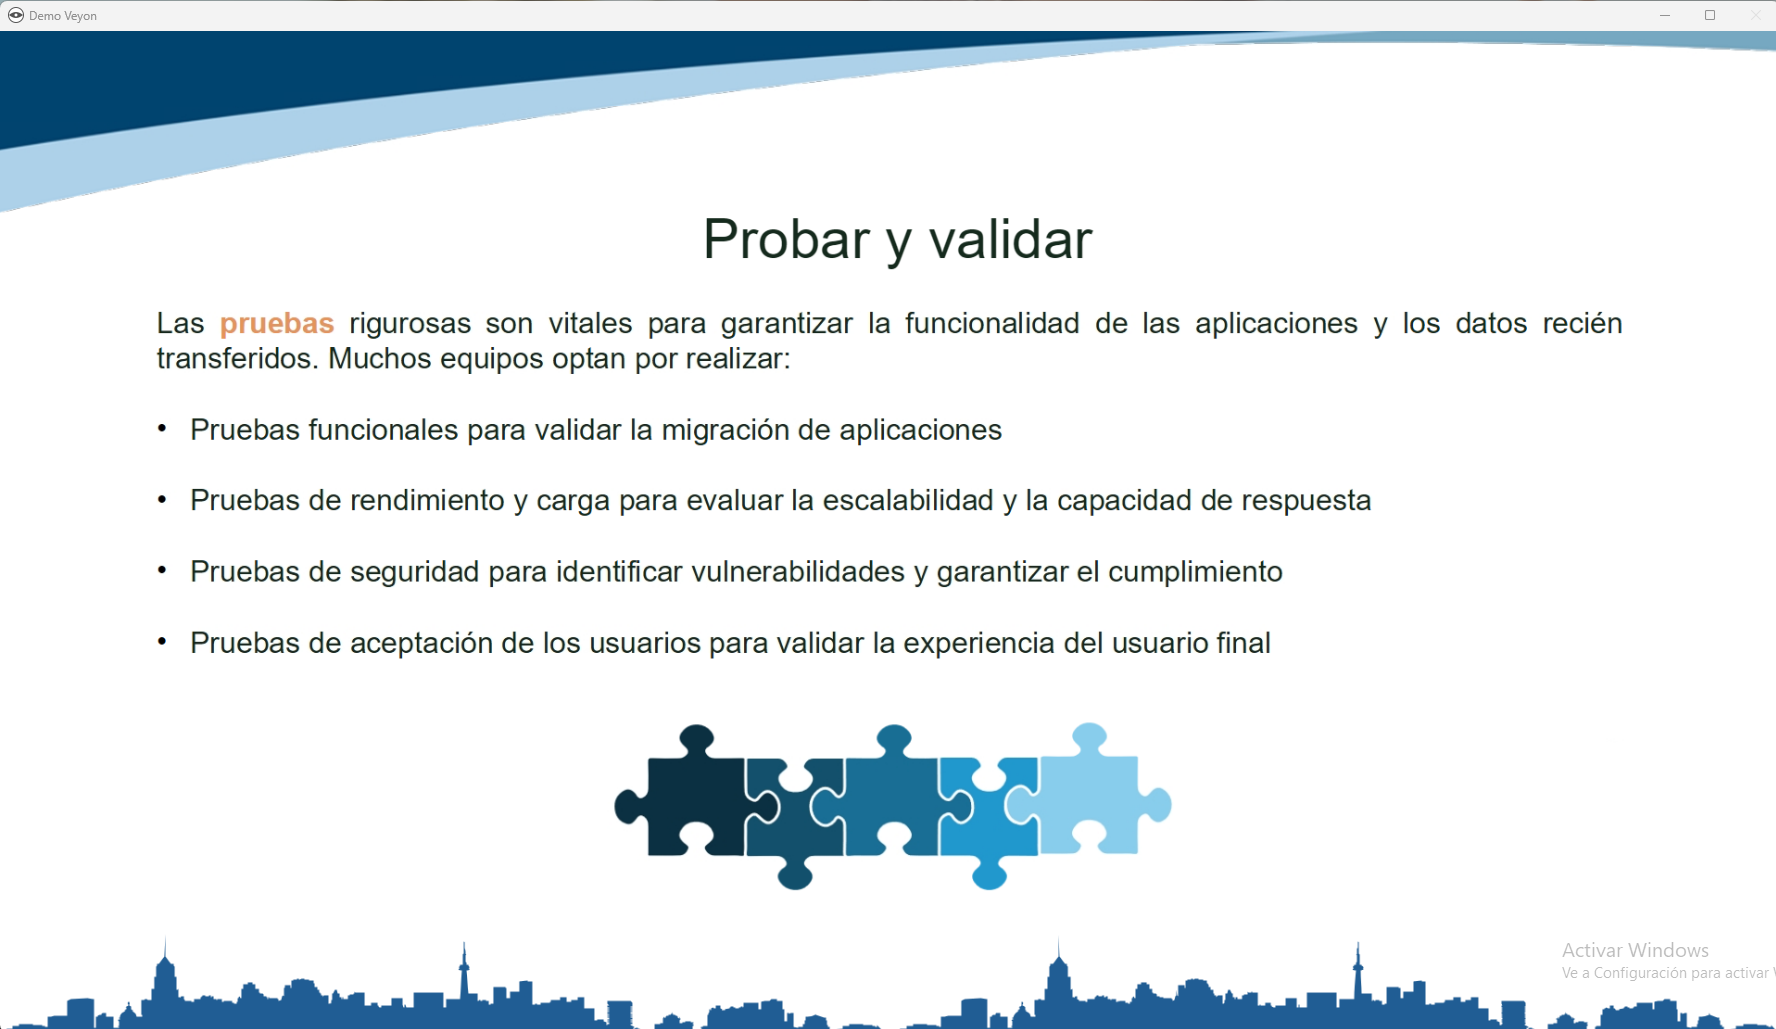 Demo Veyon
Probar y validar
Las pruebas rigurosas son vitales para garantizar la funcionalidad de las aplicaciones y los datos recién
transferidos. Muchos equipos optan por realizar:
• Pruebas funcionales para validar la migración de aplicaciones
• Pruebas de rendimiento y carga para evaluar la escalabilidad y la capacidad de respuesta
• Pruebas de seguridad para identificar vulnerabilidades y garantizar el cumplimiento
• Pruebas de aceptación de los usuarios para validar la experiencia del usuario final
Activar Windows
Ve a Configuración para activar